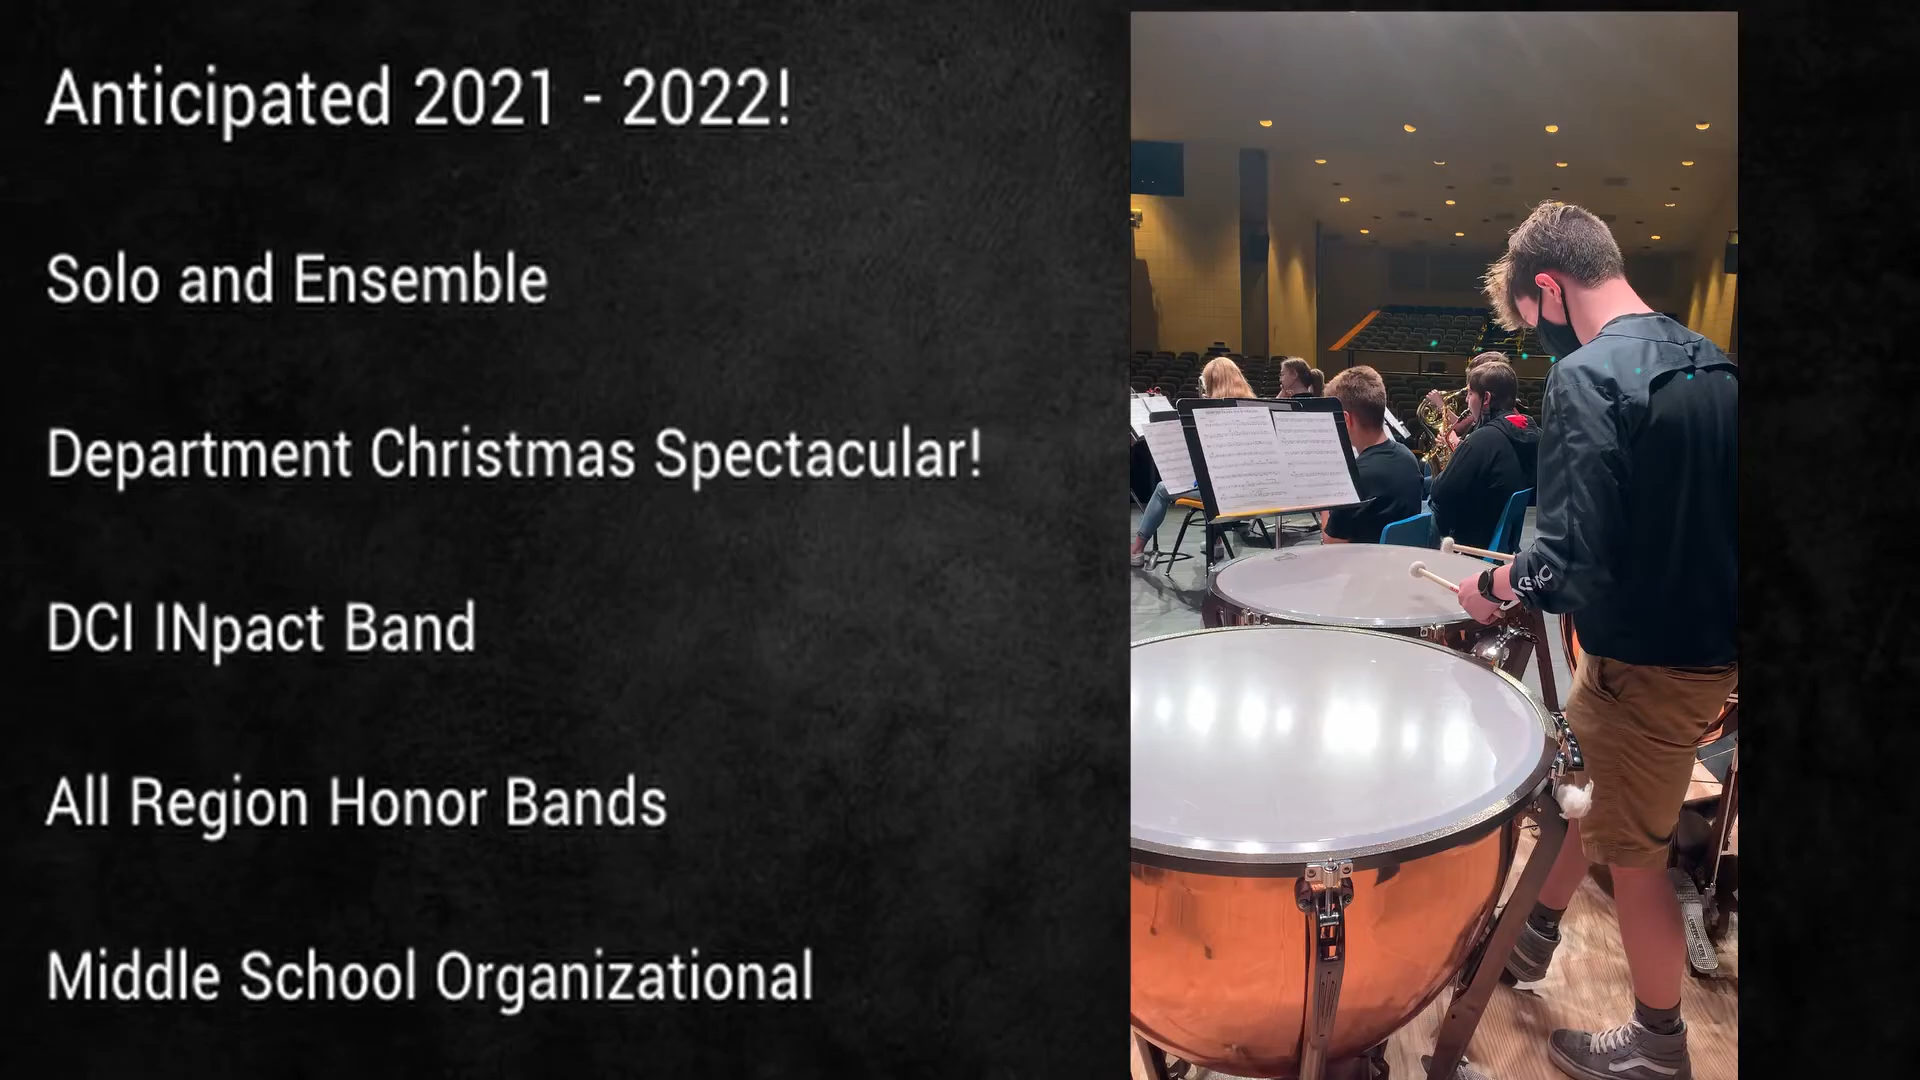 Anticipated 2021 - 2022!
Solo and Ensemble
Department Christmas Spectacular!
DCI INpact Band
All Region Honor Bands
Middle School Organizational